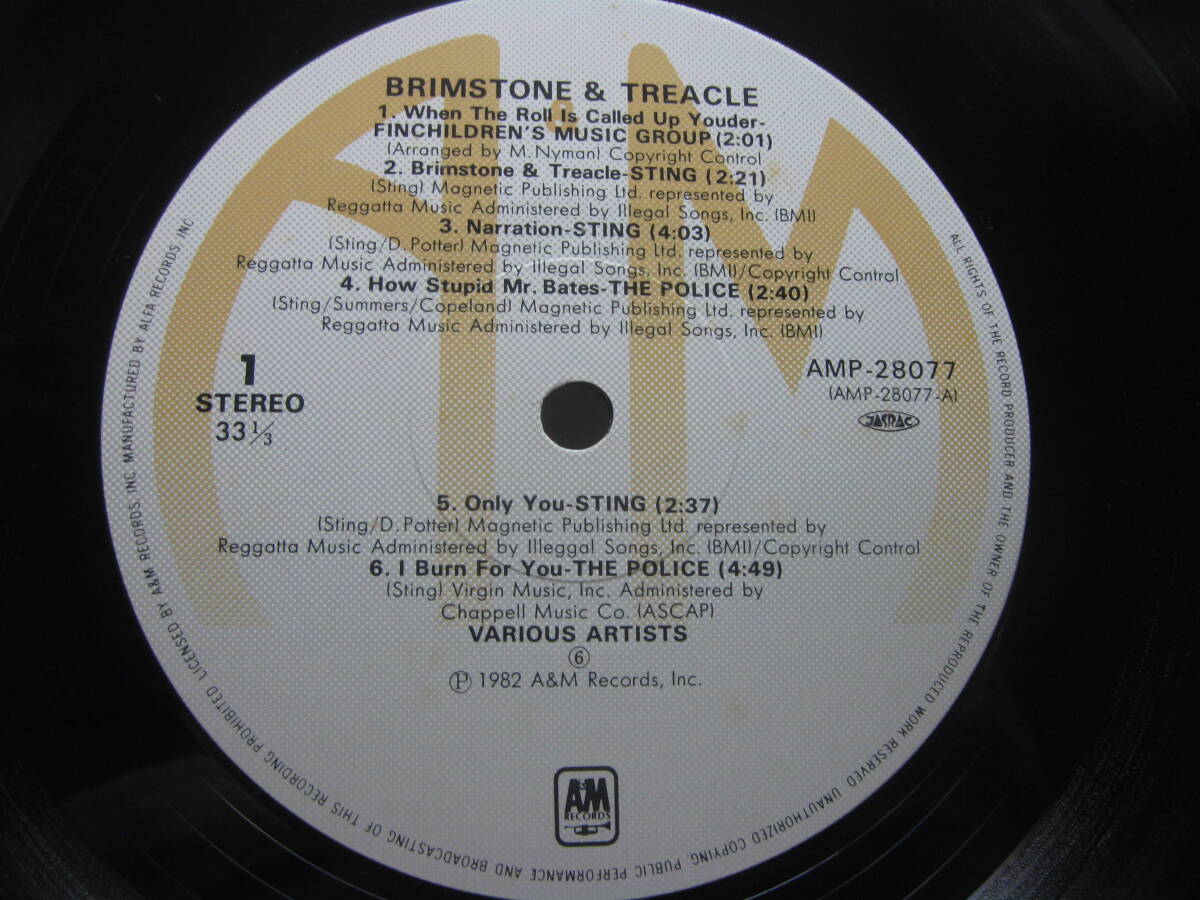 BRIMSTONE & TREACLE
1. When The Roll Is Called Up Youder-
FINCHILDREN'S MUSIC GROUP (2:01)
(Arranged by M.Nyman) Copyright Control
2. Brimstone & Treacle-STING (2:21)
(Sting) Magnetic Publishing Ltd. represented by
Reggatta Music Administered by Illegal Songs, Inc. (BMI)
3. Narration-STING (4:03)
(Sting/D.Potter) Magnetic Publishing Ltd. represented by
Reggatta Music Administered by Illegal Songs, Inc. (BMI)/Copyright Control
4. How Stupid Mr. Bates-THE POLICE (2:40)
(Sting/Summers/Copeland) Magnetic Publishing Ltd. represented by
Reggatta Music Administered by Illegal Songs, Inc. (BMI)
1
STEREO
33 1/3
AMP-28077
(AMP-28077-A)
JASRAC
5. Only You-STING (2:37)
(Sting/D.Potter) Magnetic Publishing Ltd. represented by
Reggatta Music Administered by Illeggal Songs, Inc. (BMI)/Copyright Control
6. I Burn For You-THE POLICE (4:49)
(Sting) Virgin Music, Inc. Administered by
Chappell Music Co. (ASCAP)
VARIOUS ARTISTS
⑥
Ⓟ 1982 A&M Records, Inc.
A&M
RECORDS
ALL RIGHTS OF THE RECORD PRODUCER AND THE OWNER OF THE REPRODUCED WORK RESERVED UNAUTHORIZED COPYING, PUBLIC PERFORMANCE AND BROADCASTING OF THIS RECORDING PROHIBITED LICENSED BY A&M RECORDS, INC. MANUFACTURED BY ALFA RECORDS, INC